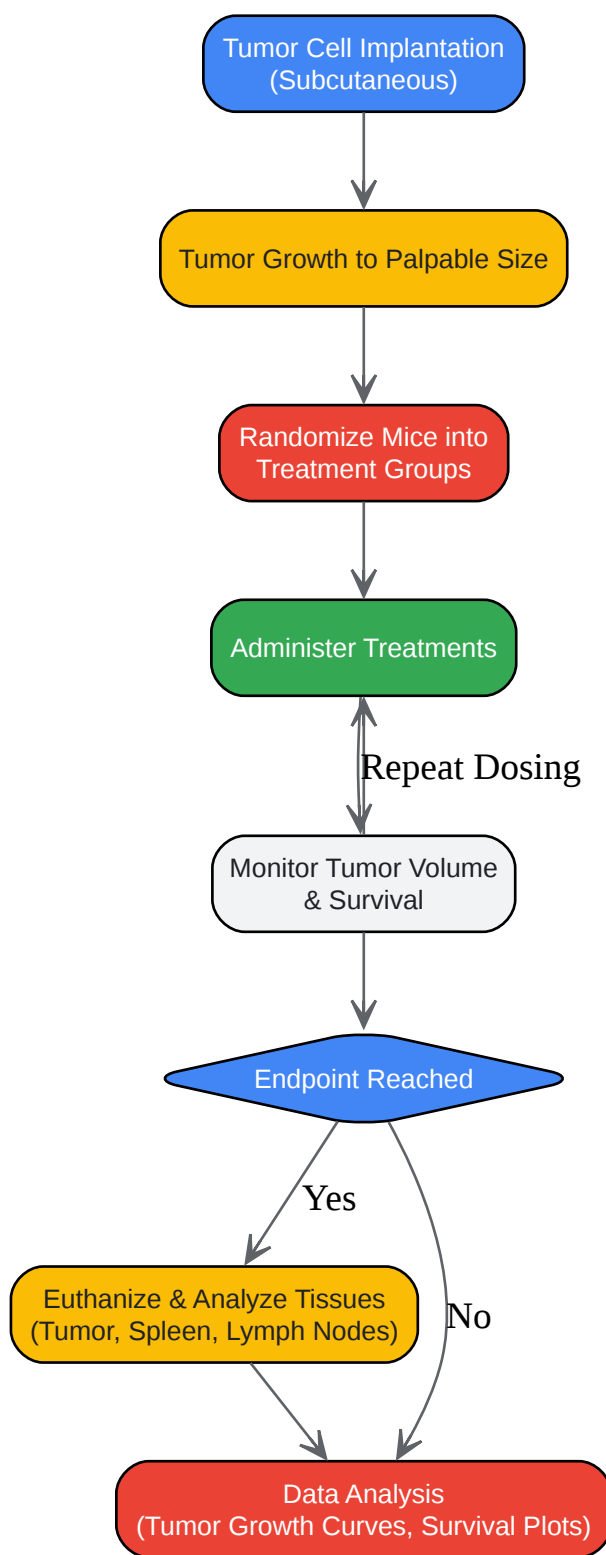 Tumor Cell Implantation
(Subcutaneous)
Tumor Growth to Palpable Size
Randomize Mice into
Treatment Groups
Administer Treatments
Repeat Dosing
Monitor Tumor Volume
& Survival
Endpoint Reached
Yes
Euthanize & Analyze Tissues
(Tumor, Spleen, Lymph Nodes)
No
Data Analysis
(Tumor Growth Curves, Survival Plots)